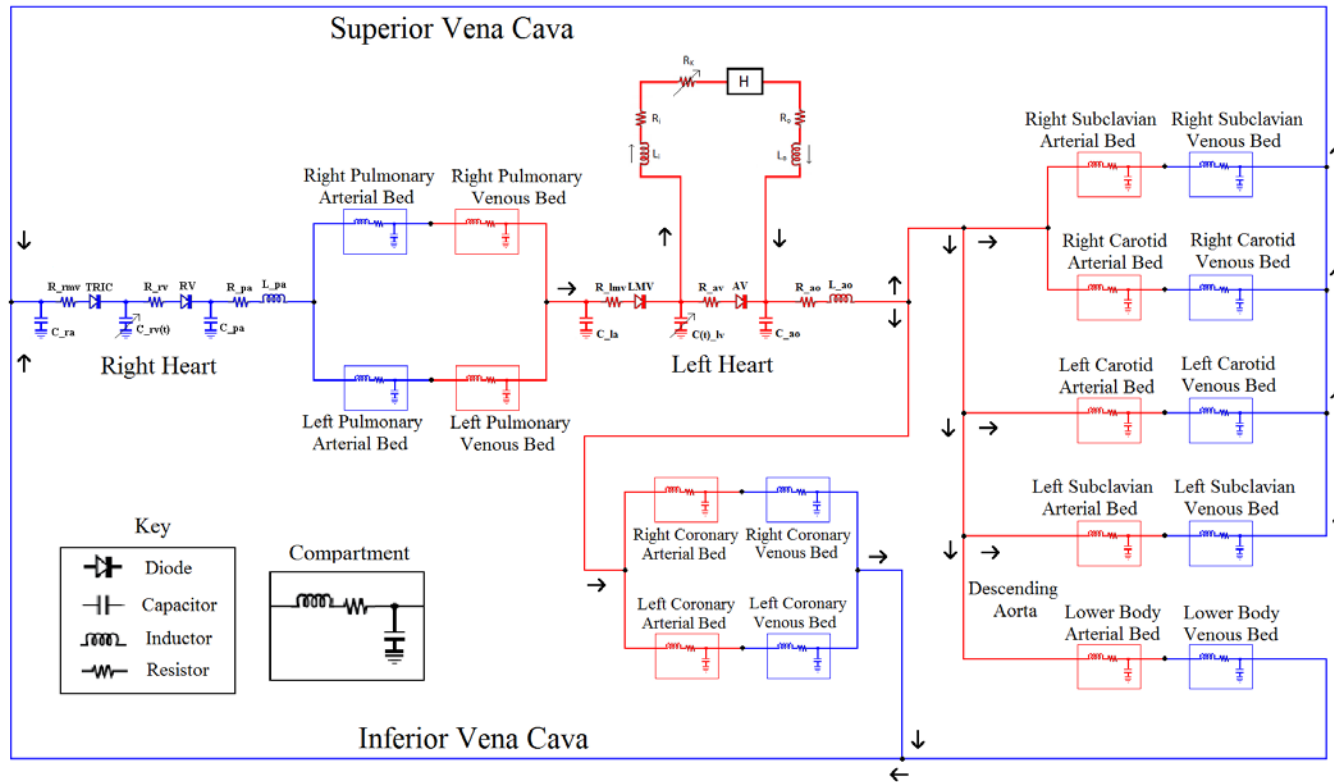 Superior Vena Cava
R_K
H
R_i
R_o
L_i
L_o
Right Subclavian
Arterial Bed
Right Subclavian
Venous Bed
Right Pulmonary
Arterial Bed
Right Pulmonary
Venous Bed
Right Carotid
Arterial Bed
Right Carotid
Venous Bed
R_rmv
TRIC
R_rv
RV
R_pa
L_pa
C_ra
C_rv(t)
C_pa
Right Heart
R_lmv
LMV
R_av
AV
R_ao
L_ao
C_la
C(t)_lv
C_ao
Left Heart
Left Pulmonary
Arterial Bed
Left Pulmonary
Venous Bed
Left Carotid
Arterial Bed
Left Carotid
Venous Bed
Left Subclavian
Arterial Bed
Left Subclavian
Venous Bed
Right Coronary
Arterial Bed
Right Coronary
Venous Bed
Left Coronary
Arterial Bed
Left Coronary
Venous Bed
Descending
Aorta
Lower Body
Arterial Bed
Lower Body
Venous Bed
Key
Diode
Capacitor
Inductor
Resistor
Compartment
Inferior Vena Cava